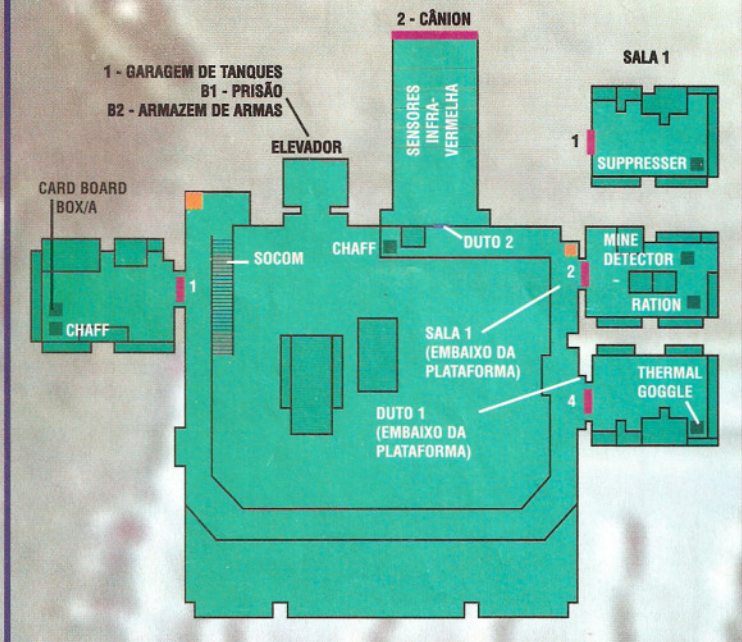 2 - CÂNION
SALA 1
1 - GARAGEM DE TANQUES
B1 - PRISÃO
B2 - ARMAZEM DE ARMAS
ELEVADOR
SENSORES
INFRA-
VERMELHA
1
SUPPRESSER
CARD BOARD
BOX/A
CHAFF
1
SOCOM
CHAFF
DUTO 2
2
MINE
DETECTOR
RATION
SALA 1
(EMBAIXO DA
PLATAFORMA)
DUTO 1
(EMBAIXO DA
PLATAFORMA)
4
THERMAL
GOGGLE